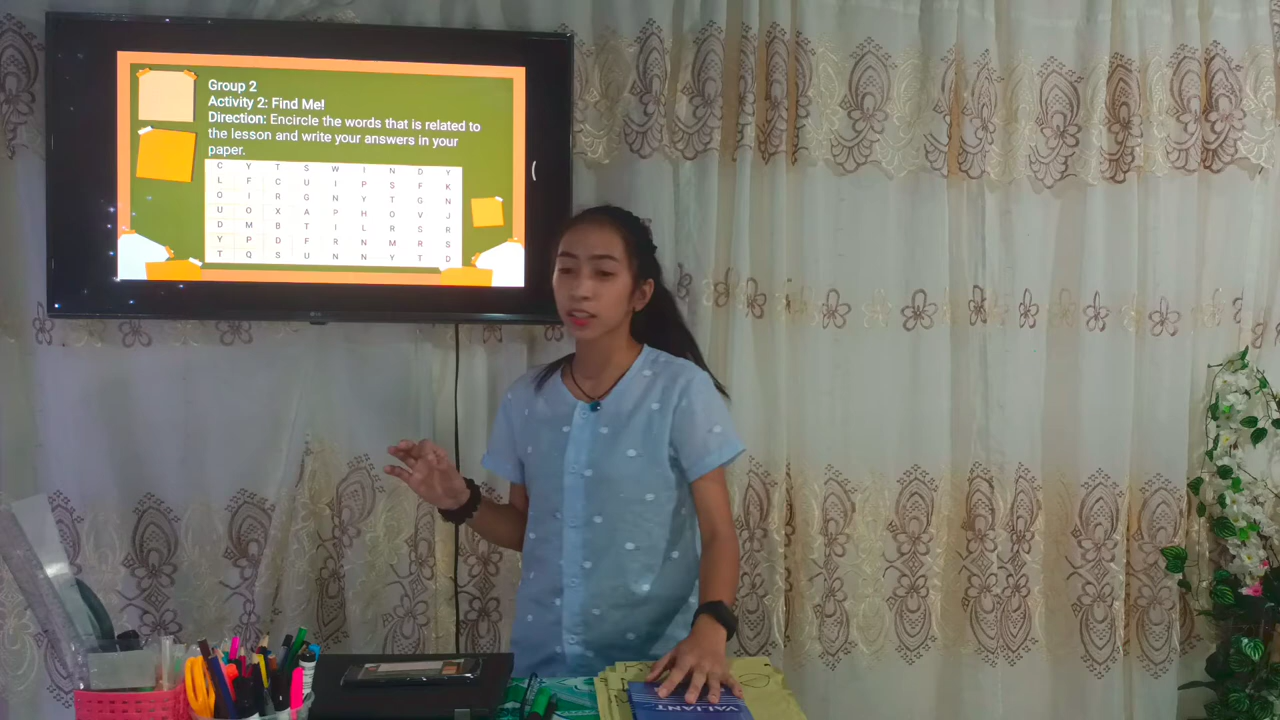 Group 2
Activity 2: Find Me!
Direction: Encircle the words that is related to
the lesson and write your answers in your
paper.
C Y T S W I N D Y
L F C U I P S F K
O I R G N Y T G N
U O X A P H O V J
D M B T I L R S R
Y P D F R N M R S
T Q S U N N Y T D
LG
VALIANT